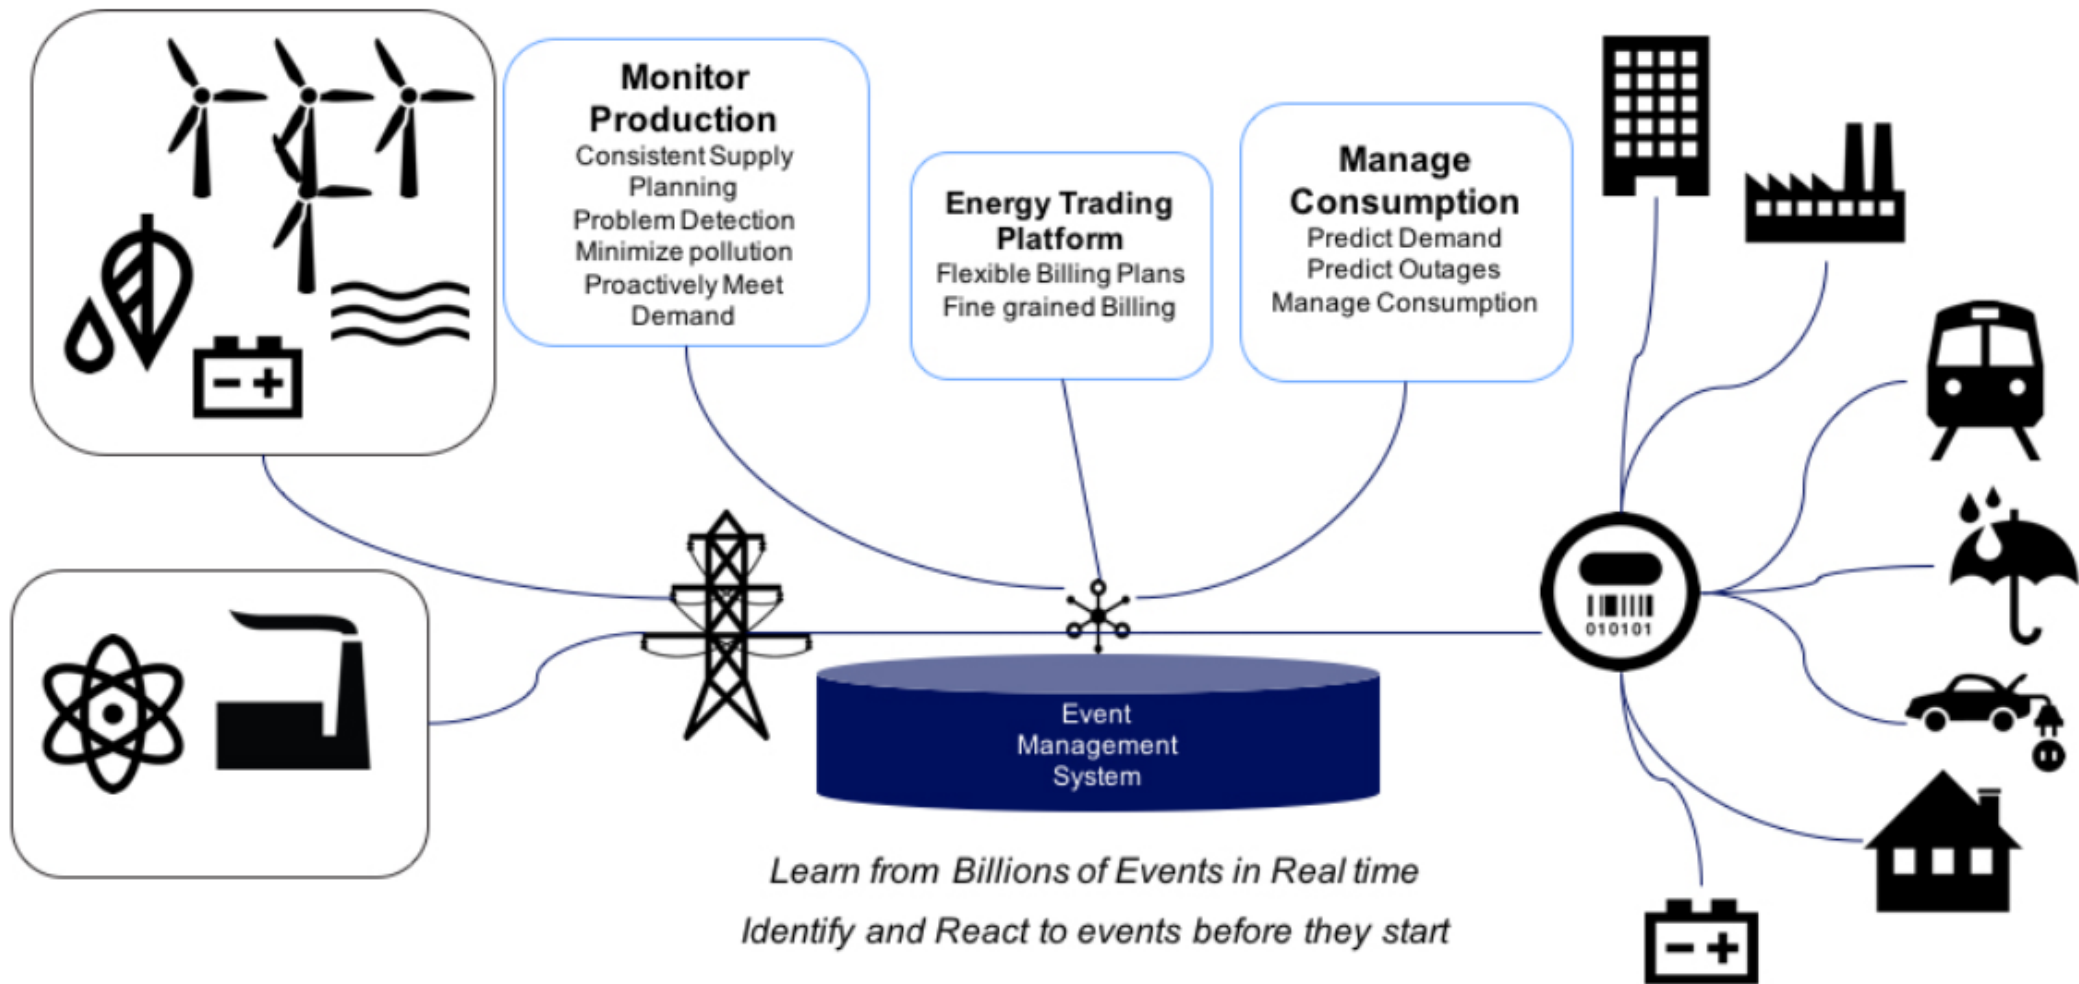 Monitor
Production
Consistent Supply
Planning
Problem Detection
Minimize pollution
Proactively Meet
Demand
Energy Trading
Platform
Flexible Billing Plans
Fine grained Billing
Manage
Consumption
Predict Demand
Predict Outages
Manage Consumption
010101
Event
Management
System
Learn from Billions of Events in Real time
Identify and React to events before they start